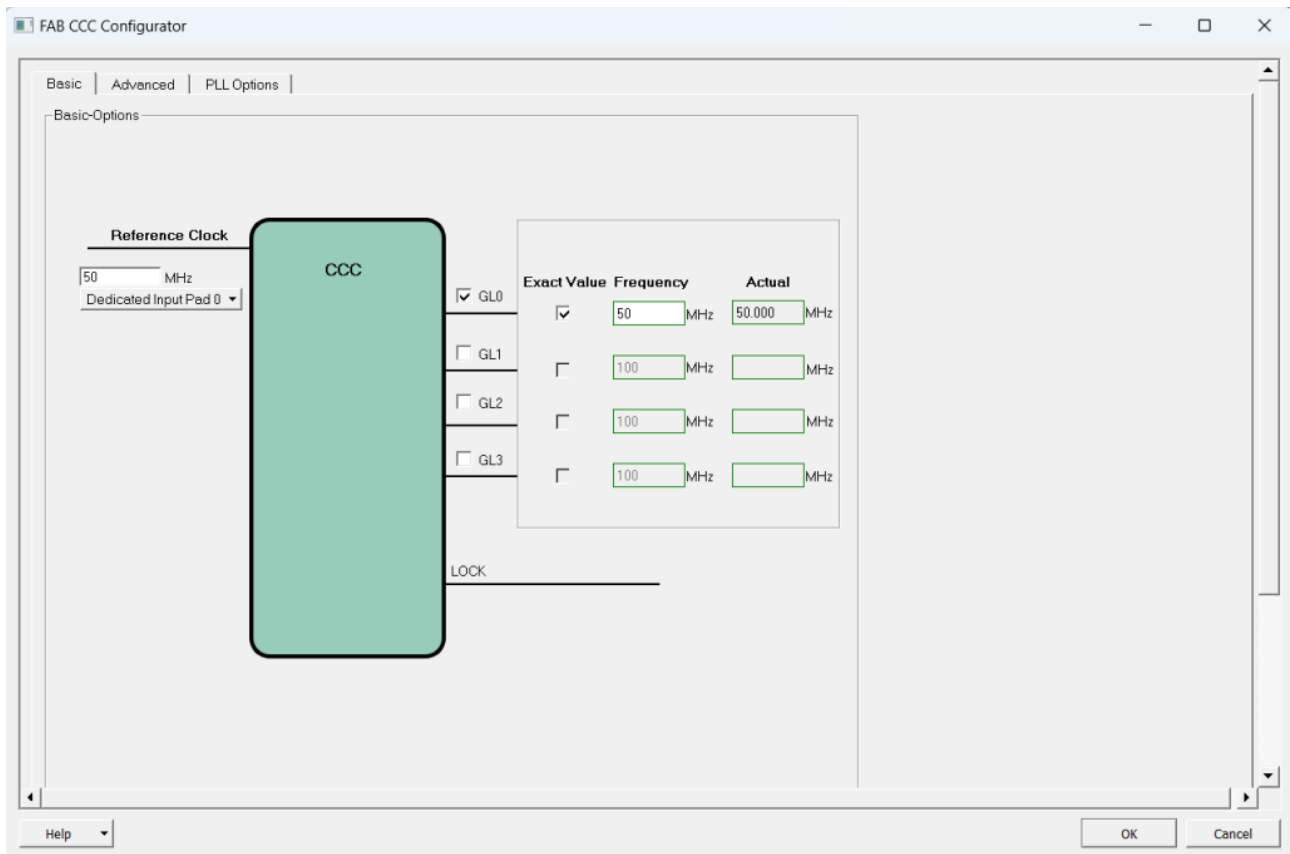 FAB CCC Configurator
Basic Advanced PLL Options
Basic-Options
Reference Clock
50 MHz
Dedicated Input Pad 0
CCC
Exact Value Frequency Actual
GL0 50 MHz 50.000 MHz
GL1 100 MHz MHz
GL2 100 MHz MHz
GL3 100 MHz MHz
LOCK
Help OK Cancel